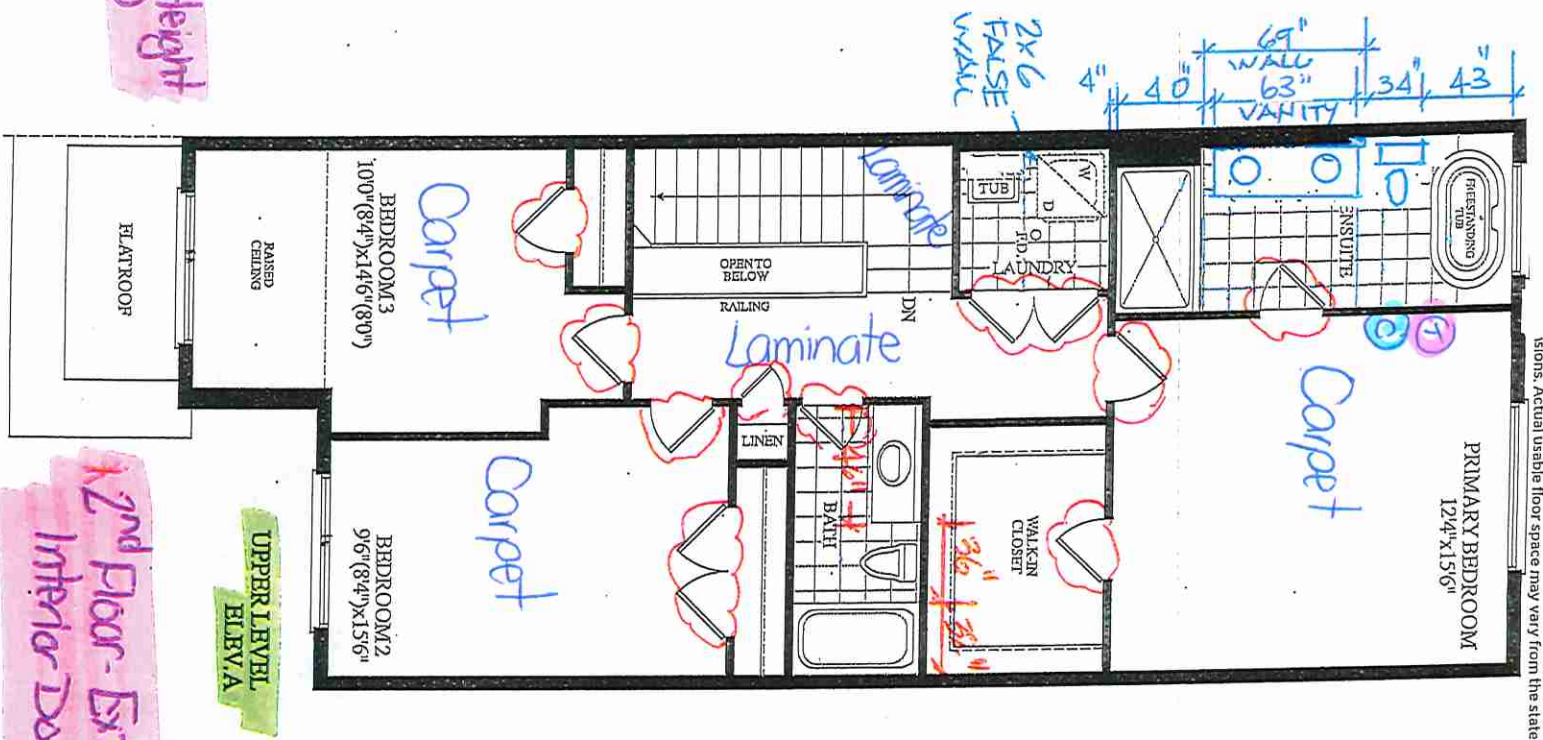 isions. Actual usable floor space may vary from the state
43"
34"
69"
WALL
63"
VANITY
40"
4"
2x6
FALSE
WALL
FREESTANDING
TUB
ENSUITE
T
C
Carpet
PRIMARY BEDROOM
12'4"x15'6"
W
D
TUB
F.D.
LAUNDRY
Laminate
DN
OPEN TO
BELOW
RAILING
Laminate
WALK-IN
CLOSET
36"
46"
BATH
LINEN
Carpet
BEDROOM 3
10'0"(8'4")x14'6"(8'0")
RAISED
CEILING
FLAT ROOF
Carpet
BEDROOM 2
9'6"(8'4")x15'6"
UPPER LEVEL
ELEV. A
2nd Floor - Ex
Interior Do
Height